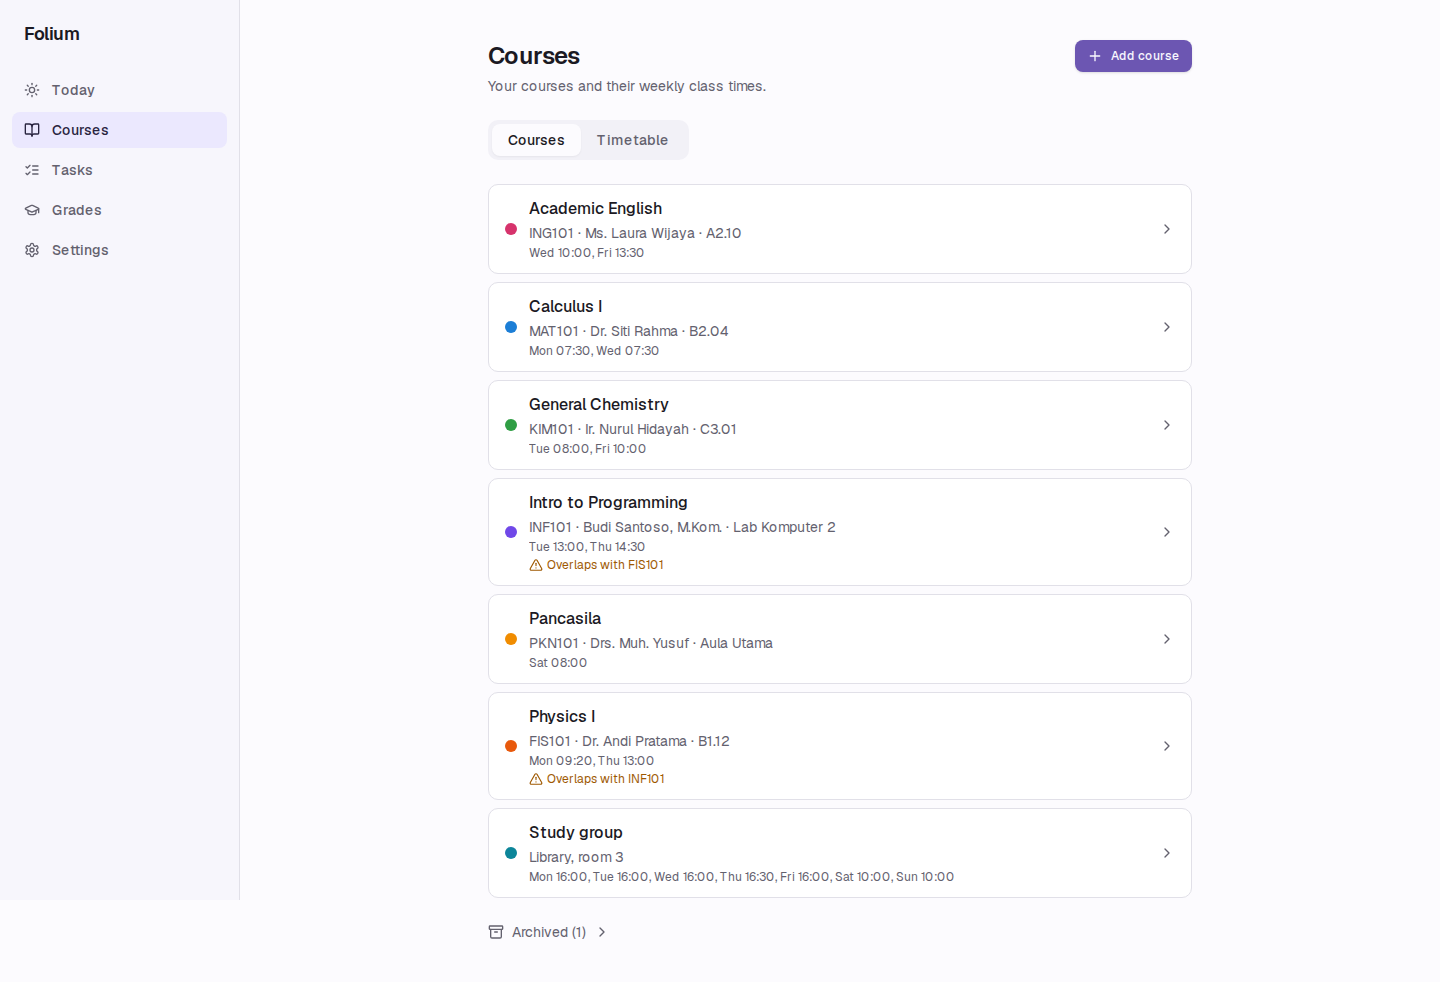 Folium
Today
Courses
Tasks
Grades
Settings
Courses
Add course
Your courses and their weekly class times.
Courses
Timetable
Academic English
ING101 · Ms. Laura Wijaya · A2.10
Wed 10:00, Fri 13:30
Calculus I
MAT101 · Dr. Siti Rahma · B2.04
Mon 07:30, Wed 07:30
General Chemistry
KIM101 · Ir. Nurul Hidayah · C3.01
Tue 08:00, Fri 10:00
Intro to Programming
INF101 · Budi Santoso, M.Kom. · Lab Komputer 2
Tue 13:00, Thu 14:30
Overlaps with FIS101
Pancasila
PKN101 · Drs. Muh. Yusuf · Aula Utama
Sat 08:00
Physics I
FIS101 · Dr. Andi Pratama · B1.12
Mon 09:20, Thu 13:00
Overlaps with INF101
Study group
Library, room 3
Mon 16:00, Tue 16:00, Wed 16:00, Thu 16:30, Fri 16:00, Sat 10:00, Sun 10:00
Archived (1)